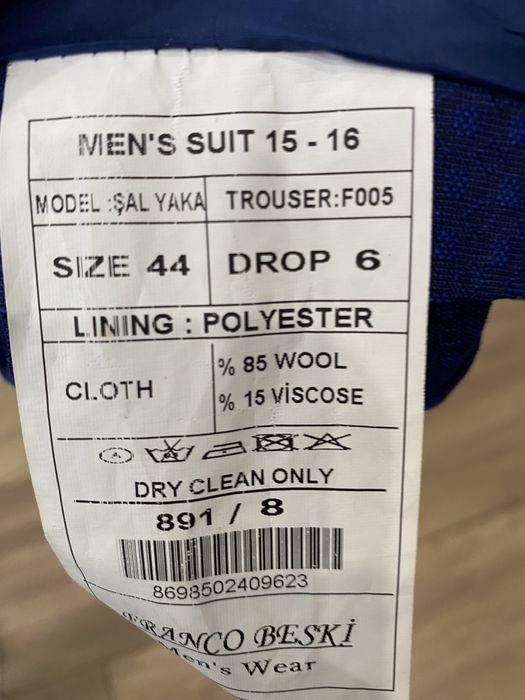 MEN'S SUIT 15 - 16
MODEL :ŞAL YAKA TROUSER:F005
SIZE 44 DROP 6
LINING : POLYESTER
CLOTH % 85 WOOL
% 15 VİSCOSE
DRY CLEAN ONLY
891 / 8
8698502409623
FRANCO BESKİ
Men's Wear